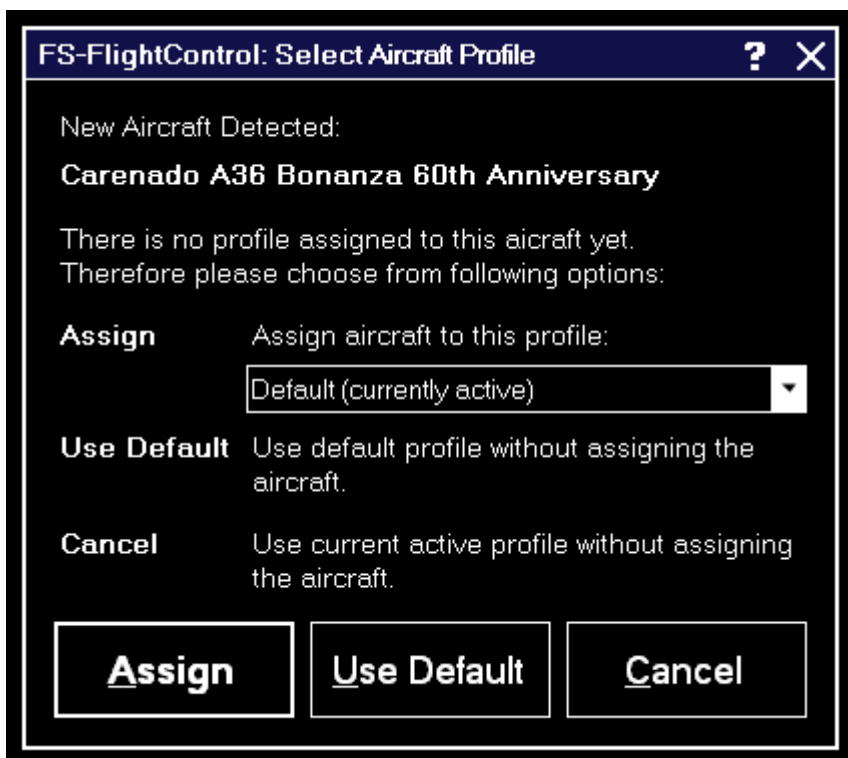 FS-FlightControl: Select Aircraft Profile ? X
New Aircraft Detected:
Carenado A36 Bonanza 60th Anniversary
There is no profile assigned to this aicraft yet.
Therefore please choose from following options:
Assign Assign aircraft to this profile:
Default (currently active)
Use Default Use default profile without assigning the
aircraft.
Cancel Use current active profile without assigning
the aircraft.
Assign Use Default Cancel